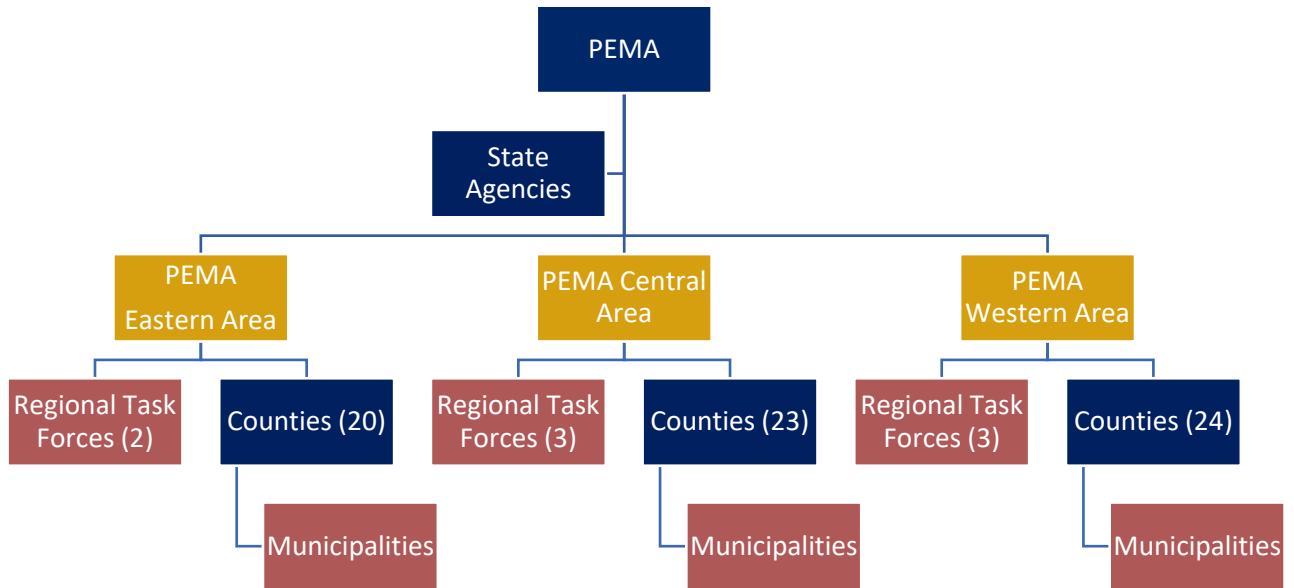 PEMA
State
Agencies
PEMA
Eastern Area
PEMA Central
Area
PEMA
Western Area
Regional Task
Forces (2)
Counties (20)
Regional Task
Forces (3)
Counties (23)
Regional Task
Forces (3)
Counties (24)
Municipalities
Municipalities
Municipalities